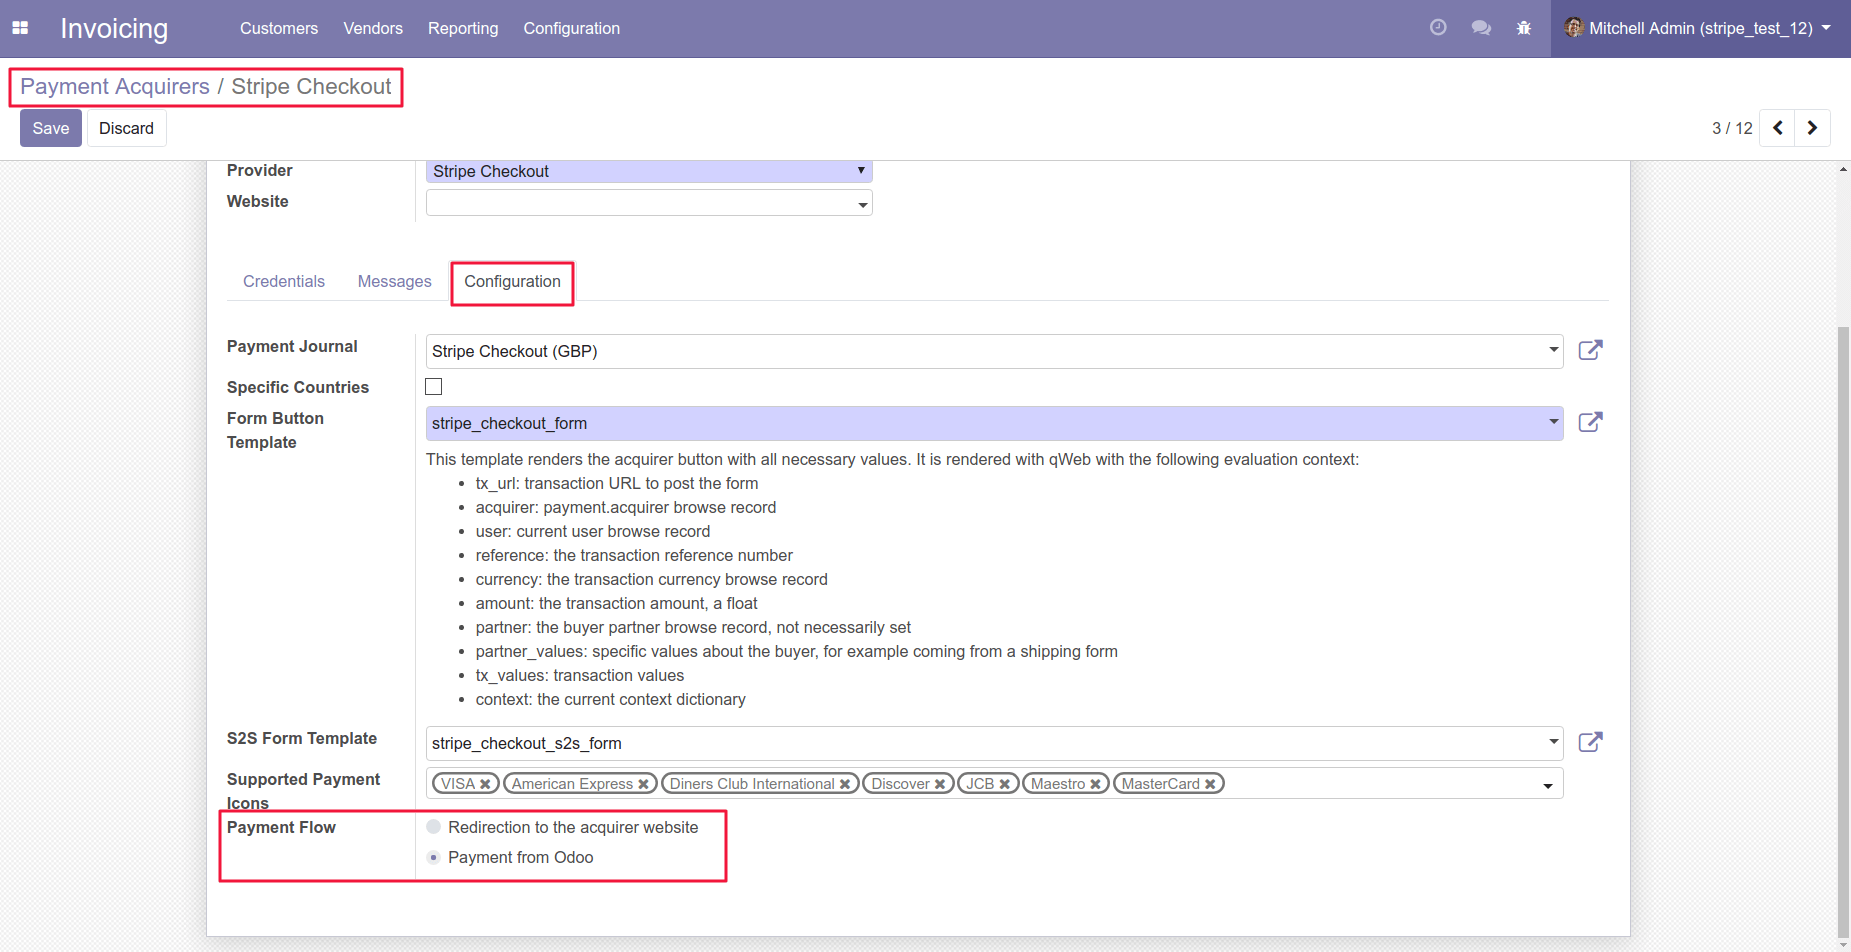 Invoicing
Customers Vendors Reporting Configuration
Mitchell Admin (stripe_test_12)
Payment Acquirers / Stripe Checkout
Save Discard
3 / 12
Provider Stripe Checkout
Website
Credentials Messages Configuration
Payment Journal Stripe Checkout (GBP)
Specific Countries
Form Button
Template
stripe_checkout_form
This template renders the acquirer button with all necessary values. It is rendered with qWeb with the following evaluation context:
• tx_url: transaction URL to post the form
• acquirer: payment.acquirer browse record
• user: current user browse record
• reference: the transaction reference number
• currency: the transaction currency browse record
• amount: the transaction amount, a float
• partner: the buyer partner browse record, not necessarily set
• partner_values: specific values about the buyer, for example coming from a shipping form
• tx_values: transaction values
• context: the current context dictionary
S2S Form Template stripe_checkout_s2s_form
Supported Payment
Icons
VISA American Express Diners Club International Discover JCB Maestro MasterCard
Payment Flow Redirection to the acquirer website
Payment from Odoo